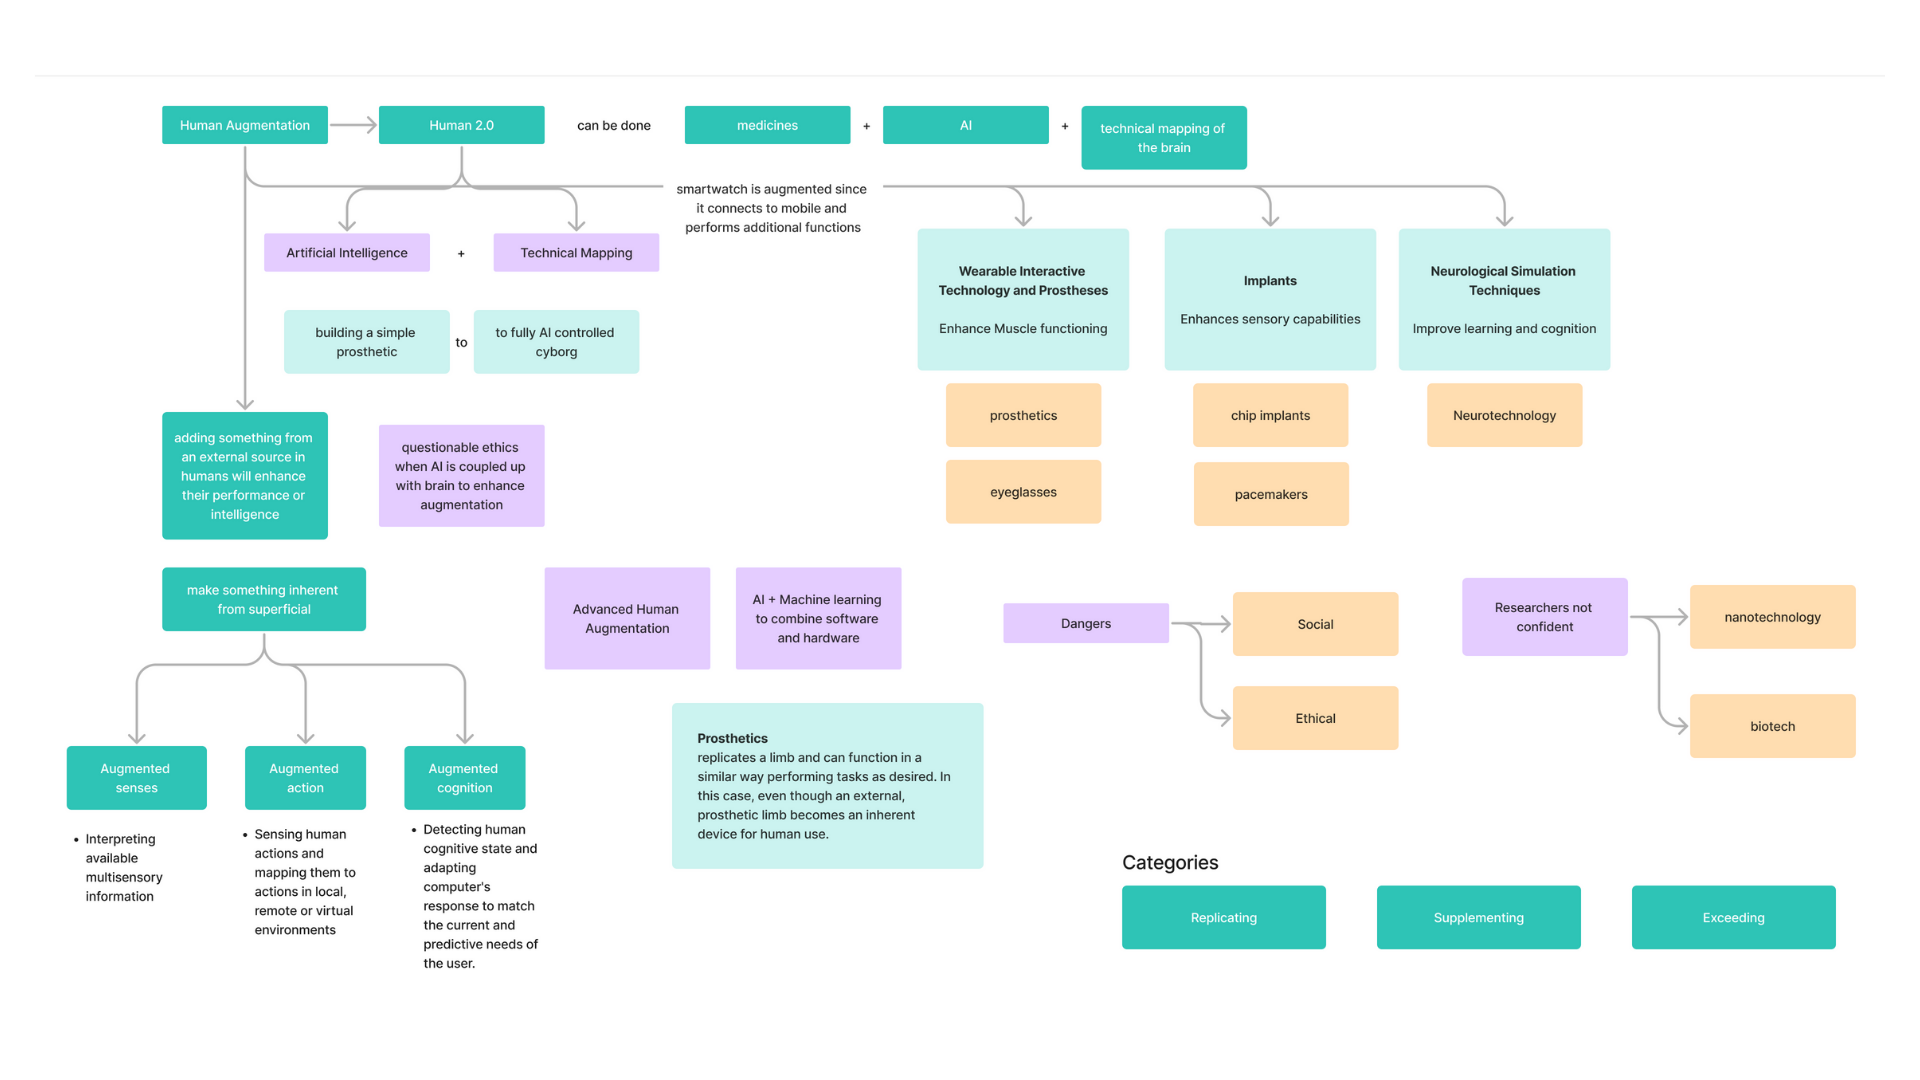 Human Augmentation
Human 2.0
can be done
medicines
+
AI
+
technical mapping of
the brain
smartwatch is augmented since
it connects to mobile and
performs additional functions
Artificial Intelligence
+
Technical Mapping
building a simple
prosthetic
to
to fully AI controlled
cyborg
Wearable Interactive
Technology and Prostheses
Enhance Muscle functioning
Implants
Enhances sensory capabilities
Neurological Simulation
Techniques
Improve learning and cognition
prosthetics
eyeglasses
chip implants
pacemakers
Neurotechnology
adding something from
an external source in
humans will enhance
their performance or
intelligence
questionable ethics
when AI is coupled up
with brain to enhance
augmentation
make something inherent
from superficial
Advanced Human
Augmentation
AI + Machine learning
to combine software
and hardware
Dangers
Social
Ethical
Researchers not
confident
nanotechnology
biotech
Augmented
senses
• Interpreting
available
multisensory
information
Augmented
action
• Sensing human
actions and
mapping them to
actions in local,
remote or virtual
environments
Augmented
cognition
• Detecting human
cognitive state and
adapting
computer's
response to match
the current and
predictive needs of
the user.
Prosthetics
replicates a limb and can function in a
similar way performing tasks as desired. In
this case, even though an external,
prosthetic limb becomes an inherent
device for human use.
Categories
Replicating
Supplementing
Exceeding